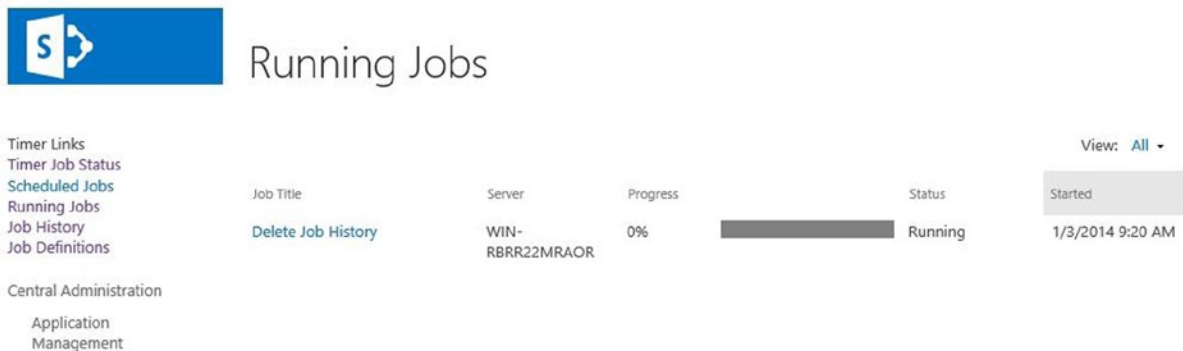 S
Running Jobs
Timer Links
Timer Job Status
Scheduled Jobs
Running Jobs
Job History
Job Definitions
Central Administration
Application
Management
View: All
Job Title Server Progress Status Started
Delete Job History WIN- 0% Running 1/3/2014 9:20 AM
RBRR22MRAOR